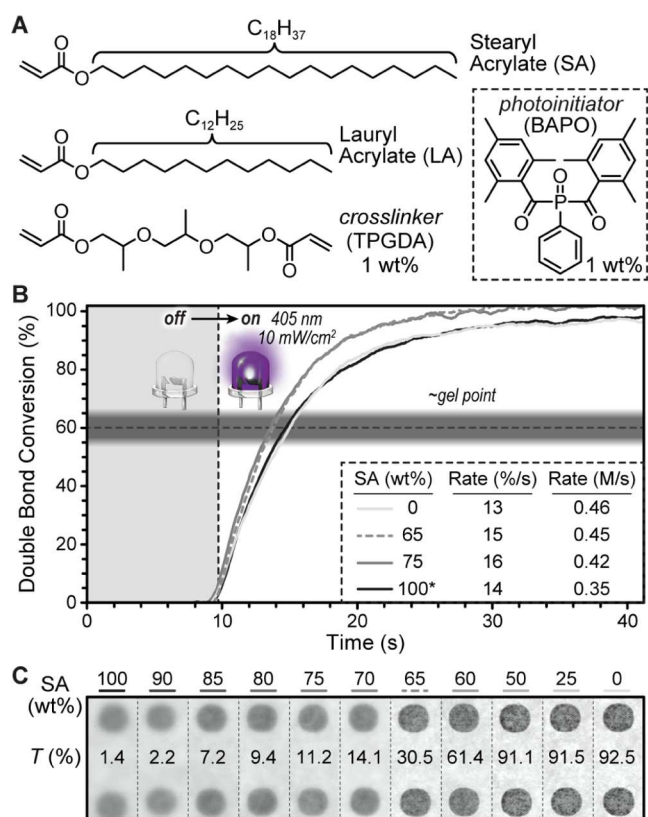 A
C18H37
Stearyl
Acrylate (SA)
O
O
C12H25
Lauryl
Acrylate (LA)
O
O
crosslinker
(TPGDA)
1 wt%
O
O
O
O
O
O
photoinitiator
(BAPO)
O
O
P
O
1 wt%
B
Double Bond Conversion (%)
100
80
60
40
20
0
off → on 405 nm
10 mW/cm²
~gel point
SA (wt%) Rate (%/s) Rate (M/s)
0 13 0.46
65 15 0.45
75 16 0.42
100* 14 0.35
0 10 20 30 40
Time (s)
C
SA 100 90 85 80 75 70 65 60 50 25 0
(wt%)
T (%) 1.4 2.2 7.2 9.4 11.2 14.1 30.5 61.4 91.1 91.5 92.5